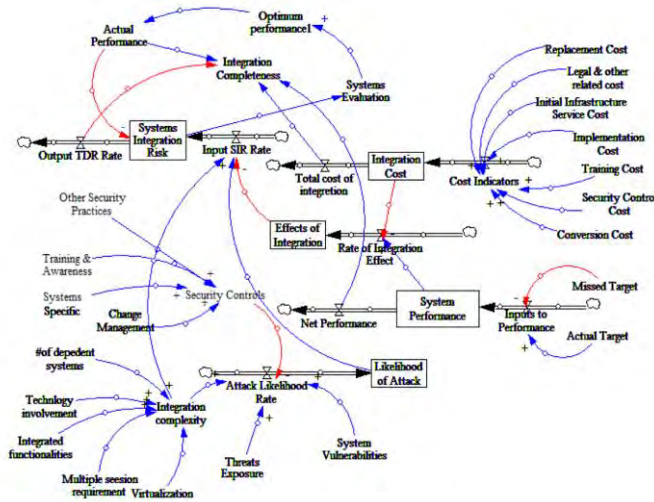 Actual
Performance
Optimum
performance1
Integration
Completeness
Systems
Evaluation
Replacement Cost
Legal & other
related cost
Initial Infrastructure
Service Cost
Implementation
Cost
Training Cost
Security Control
Cost
Conversion Cost
Cost Indicators
Integration
Cost
Total cost of
integretion
Systems
Integration
Risk
Output TDR Rate
Input SIR Rate
Effects of
Integration
Rate of Integration
Effect
Other Security
Practices
Training &
Awareness
Systems
Specific
Change
Management
Security Controls
System
Performance
Net Performance
Inputs to
Performance
Missed Target
Actual Target
Likelihood
of Attack
Attack Likelihood
Rate
#of depedent
systems
Technlogy
involvement
Integrated
functionalities
Multiple seesion
requirement
Virtualization
Integration
complexity
Threats
Exposure
System
Vulnerabilities